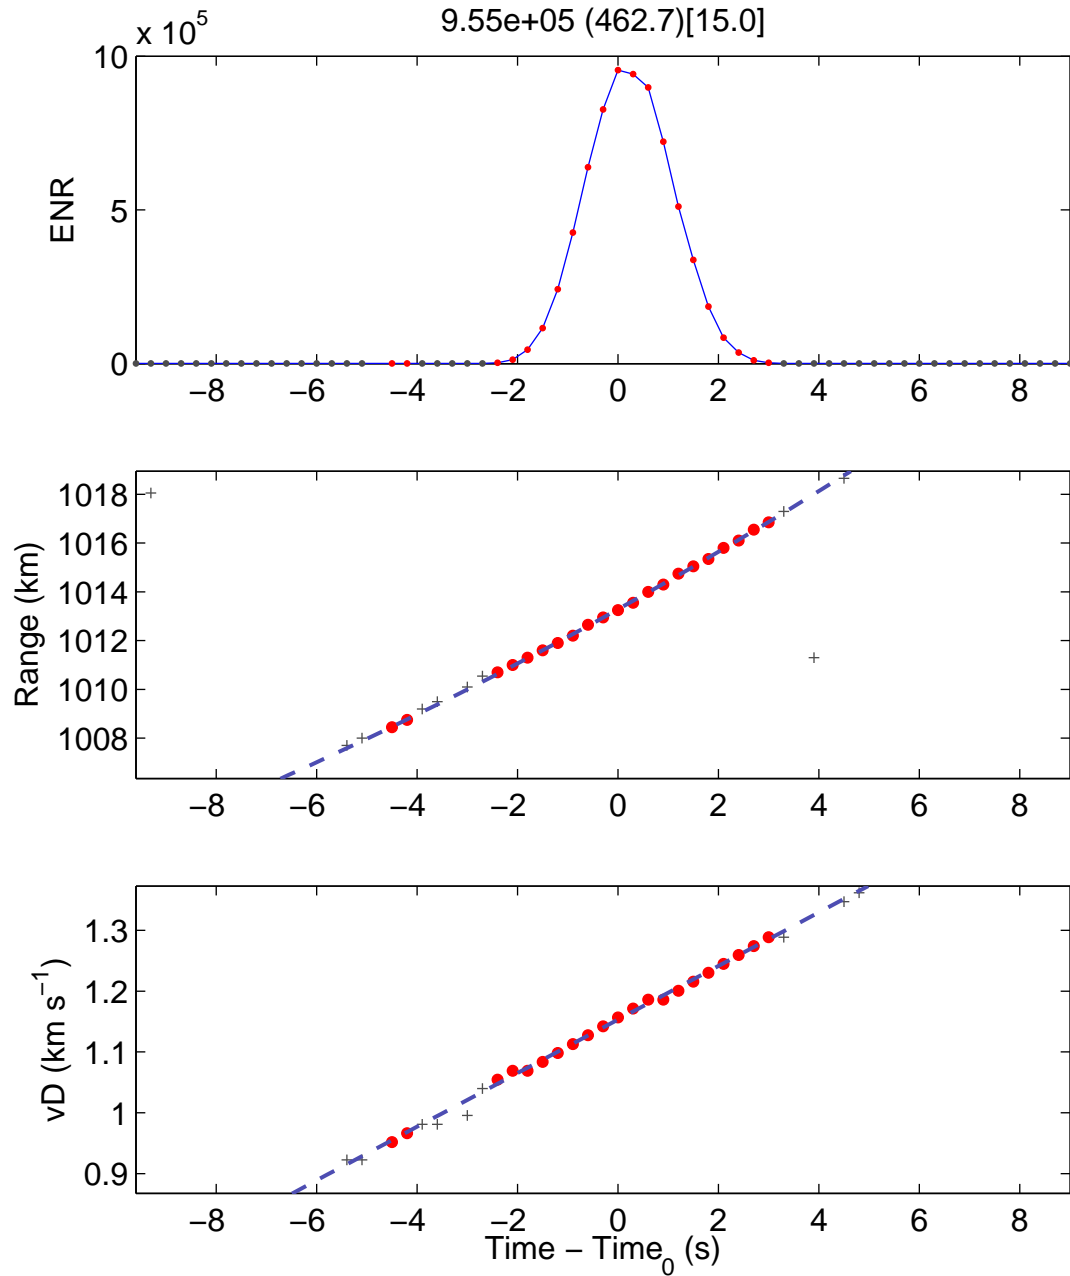 9.55e+05 (462.7)[15.0]
x 10^5
10
5
0
ENR
−8 −6 −4 −2 0 2 4 6 8
1018
1016
1014
1012
1010
1008
Range (km)
−8 −6 −4 −2 0 2 4 6 8
1.3
1.2
1.1
1
0.9
vD (km s^−1)
−8 −6 −4 −2 0 2 4 6 8
Time − Time_0 (s)